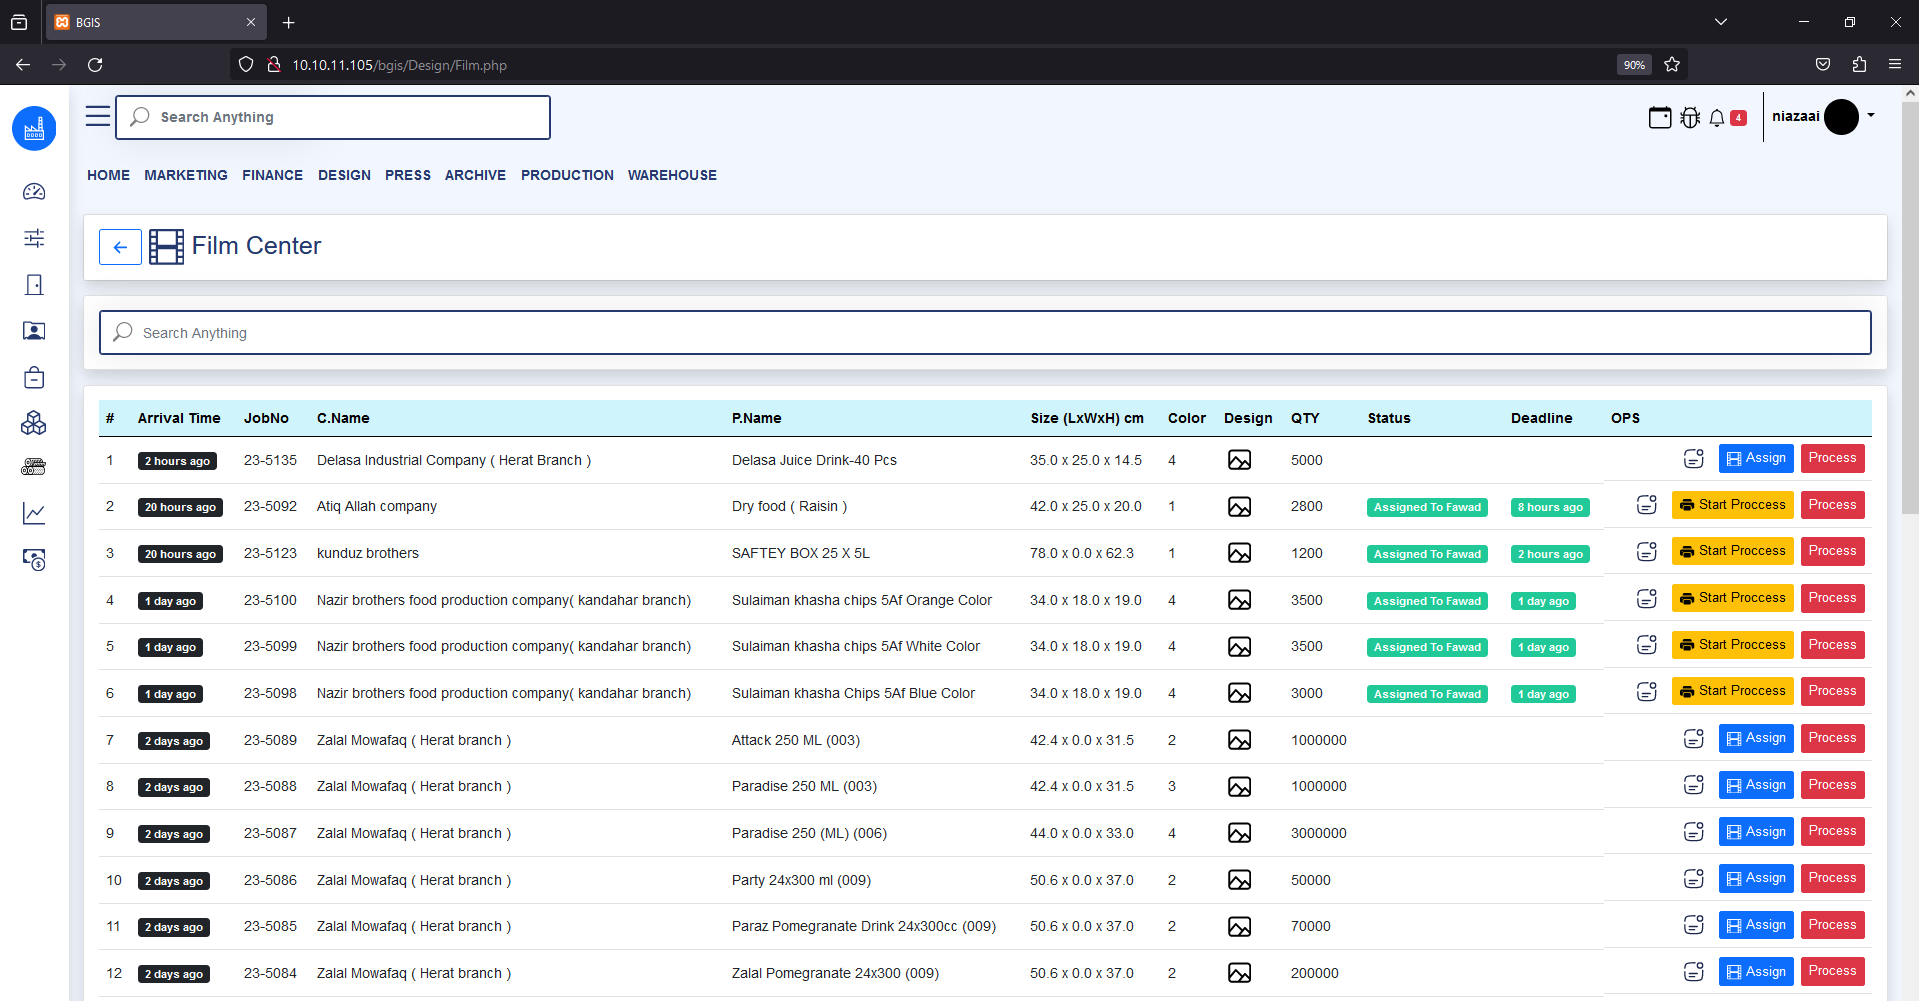 BGIS
10.10.11.105/bgis/Design/Film.php 90%
Search Anything 4 niazaai
HOME MARKETING FINANCE DESIGN PRESS ARCHIVE PRODUCTION WAREHOUSE
Film Center
Search Anything
# Arrival Time JobNo C.Name P.Name Size (LxWxH) cm Color Design QTY Status Deadline OPS
1 2 hours ago 23-5135 Delasa Industrial Company ( Herat Branch ) Delasa Juice Drink-40 Pcs 35.0 x 25.0 x 14.5 4 5000 Assign Process
2 20 hours ago 23-5092 Atiq Allah company Dry food ( Raisin ) 42.0 x 25.0 x 20.0 1 2800 Assigned To Fawad 8 hours ago Start Proccess Process
3 20 hours ago 23-5123 kunduz brothers SAFTEY BOX 25 X 5L 78.0 x 0.0 x 62.3 1 1200 Assigned To Fawad 2 hours ago Start Proccess Process
4 1 day ago 23-5100 Nazir brothers food production company( kandahar branch) Sulaiman khasha chips 5Af Orange Color 34.0 x 18.0 x 19.0 4 3500 Assigned To Fawad 1 day ago Start Proccess Process
5 1 day ago 23-5099 Nazir brothers food production company( kandahar branch) Sulaiman khasha chips 5Af White Color 34.0 x 18.0 x 19.0 4 3500 Assigned To Fawad 1 day ago Start Proccess Process
6 1 day ago 23-5098 Nazir brothers food production company( kandahar branch) Sulaiman khasha Chips 5Af Blue Color 34.0 x 18.0 x 19.0 4 3000 Assigned To Fawad 1 day ago Start Proccess Process
7 2 days ago 23-5089 Zalal Mowafaq ( Herat branch ) Attack 250 ML (003) 42.4 x 0.0 x 31.5 2 1000000 Assign Process
8 2 days ago 23-5088 Zalal Mowafaq ( Herat branch ) Paradise 250 ML (003) 42.4 x 0.0 x 31.5 3 1000000 Assign Process
9 2 days ago 23-5087 Zalal Mowafaq ( Herat branch ) Paradise 250 (ML) (006) 44.0 x 0.0 x 33.0 4 3000000 Assign Process
10 2 days ago 23-5086 Zalal Mowafaq ( Herat branch ) Party 24x300 ml (009) 50.6 x 0.0 x 37.0 2 50000 Assign Process
11 2 days ago 23-5085 Zalal Mowafaq ( Herat branch ) Paraz Pomegranate Drink 24x300cc (009) 50.6 x 0.0 x 37.0 2 70000 Assign Process
12 2 days ago 23-5084 Zalal Mowafaq ( Herat branch ) Zalal Pomegranate 24x300 (009) 50.6 x 0.0 x 37.0 2 200000 Assign Process